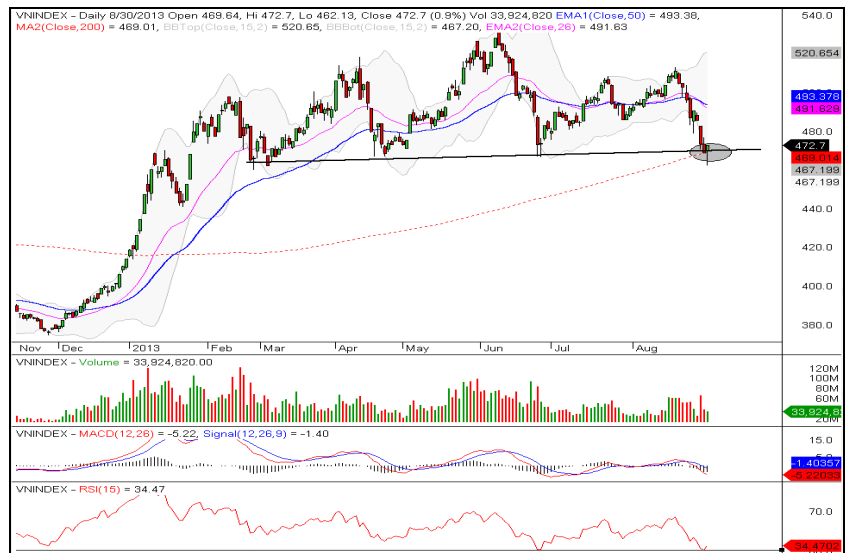 VNINDEX - Daily 8/30/2013 Open 469.64, Hi 472.7, Lo 462.13, Close 472.7 (0.9%) Vol 33,924,820 EMA1(Close,50) = 493.38,
MA2(Close,200) = 469.01, BBTop(Close,15,2) = 520.65, BBBot(Close,15,2) = 467.20, EMA2(Close,26) = 491.63
540.0
520.654
493.378
491.629
480.0
472.7
469.014
467.199
467.199
440.0
420.0
400.0
380.0
Nov Dec 2013 Feb Mar Apr May Jun Jul Aug
VNINDEX - Volume = 33,924,820.00
120M
100M
80M
60M
33,924,8
20M
VNINDEX - MACD(12,26) = -5.22, Signal(12,26,9) = -1.40
15.0
-1.40357
-5.22033
VNINDEX - RSI(15) = 34.47
70.0
34.4702